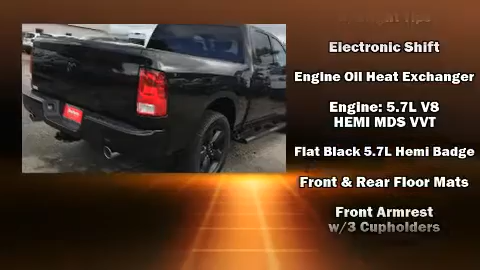 Electronic Shift
Engine Oil Heat Exchanger
Engine: 5.7L V8
HEMI MDS VVT
Flat Black 5.7L Hemi Badge
Front & Rear Floor Mats
Front Armrest
w/3 Cupholders